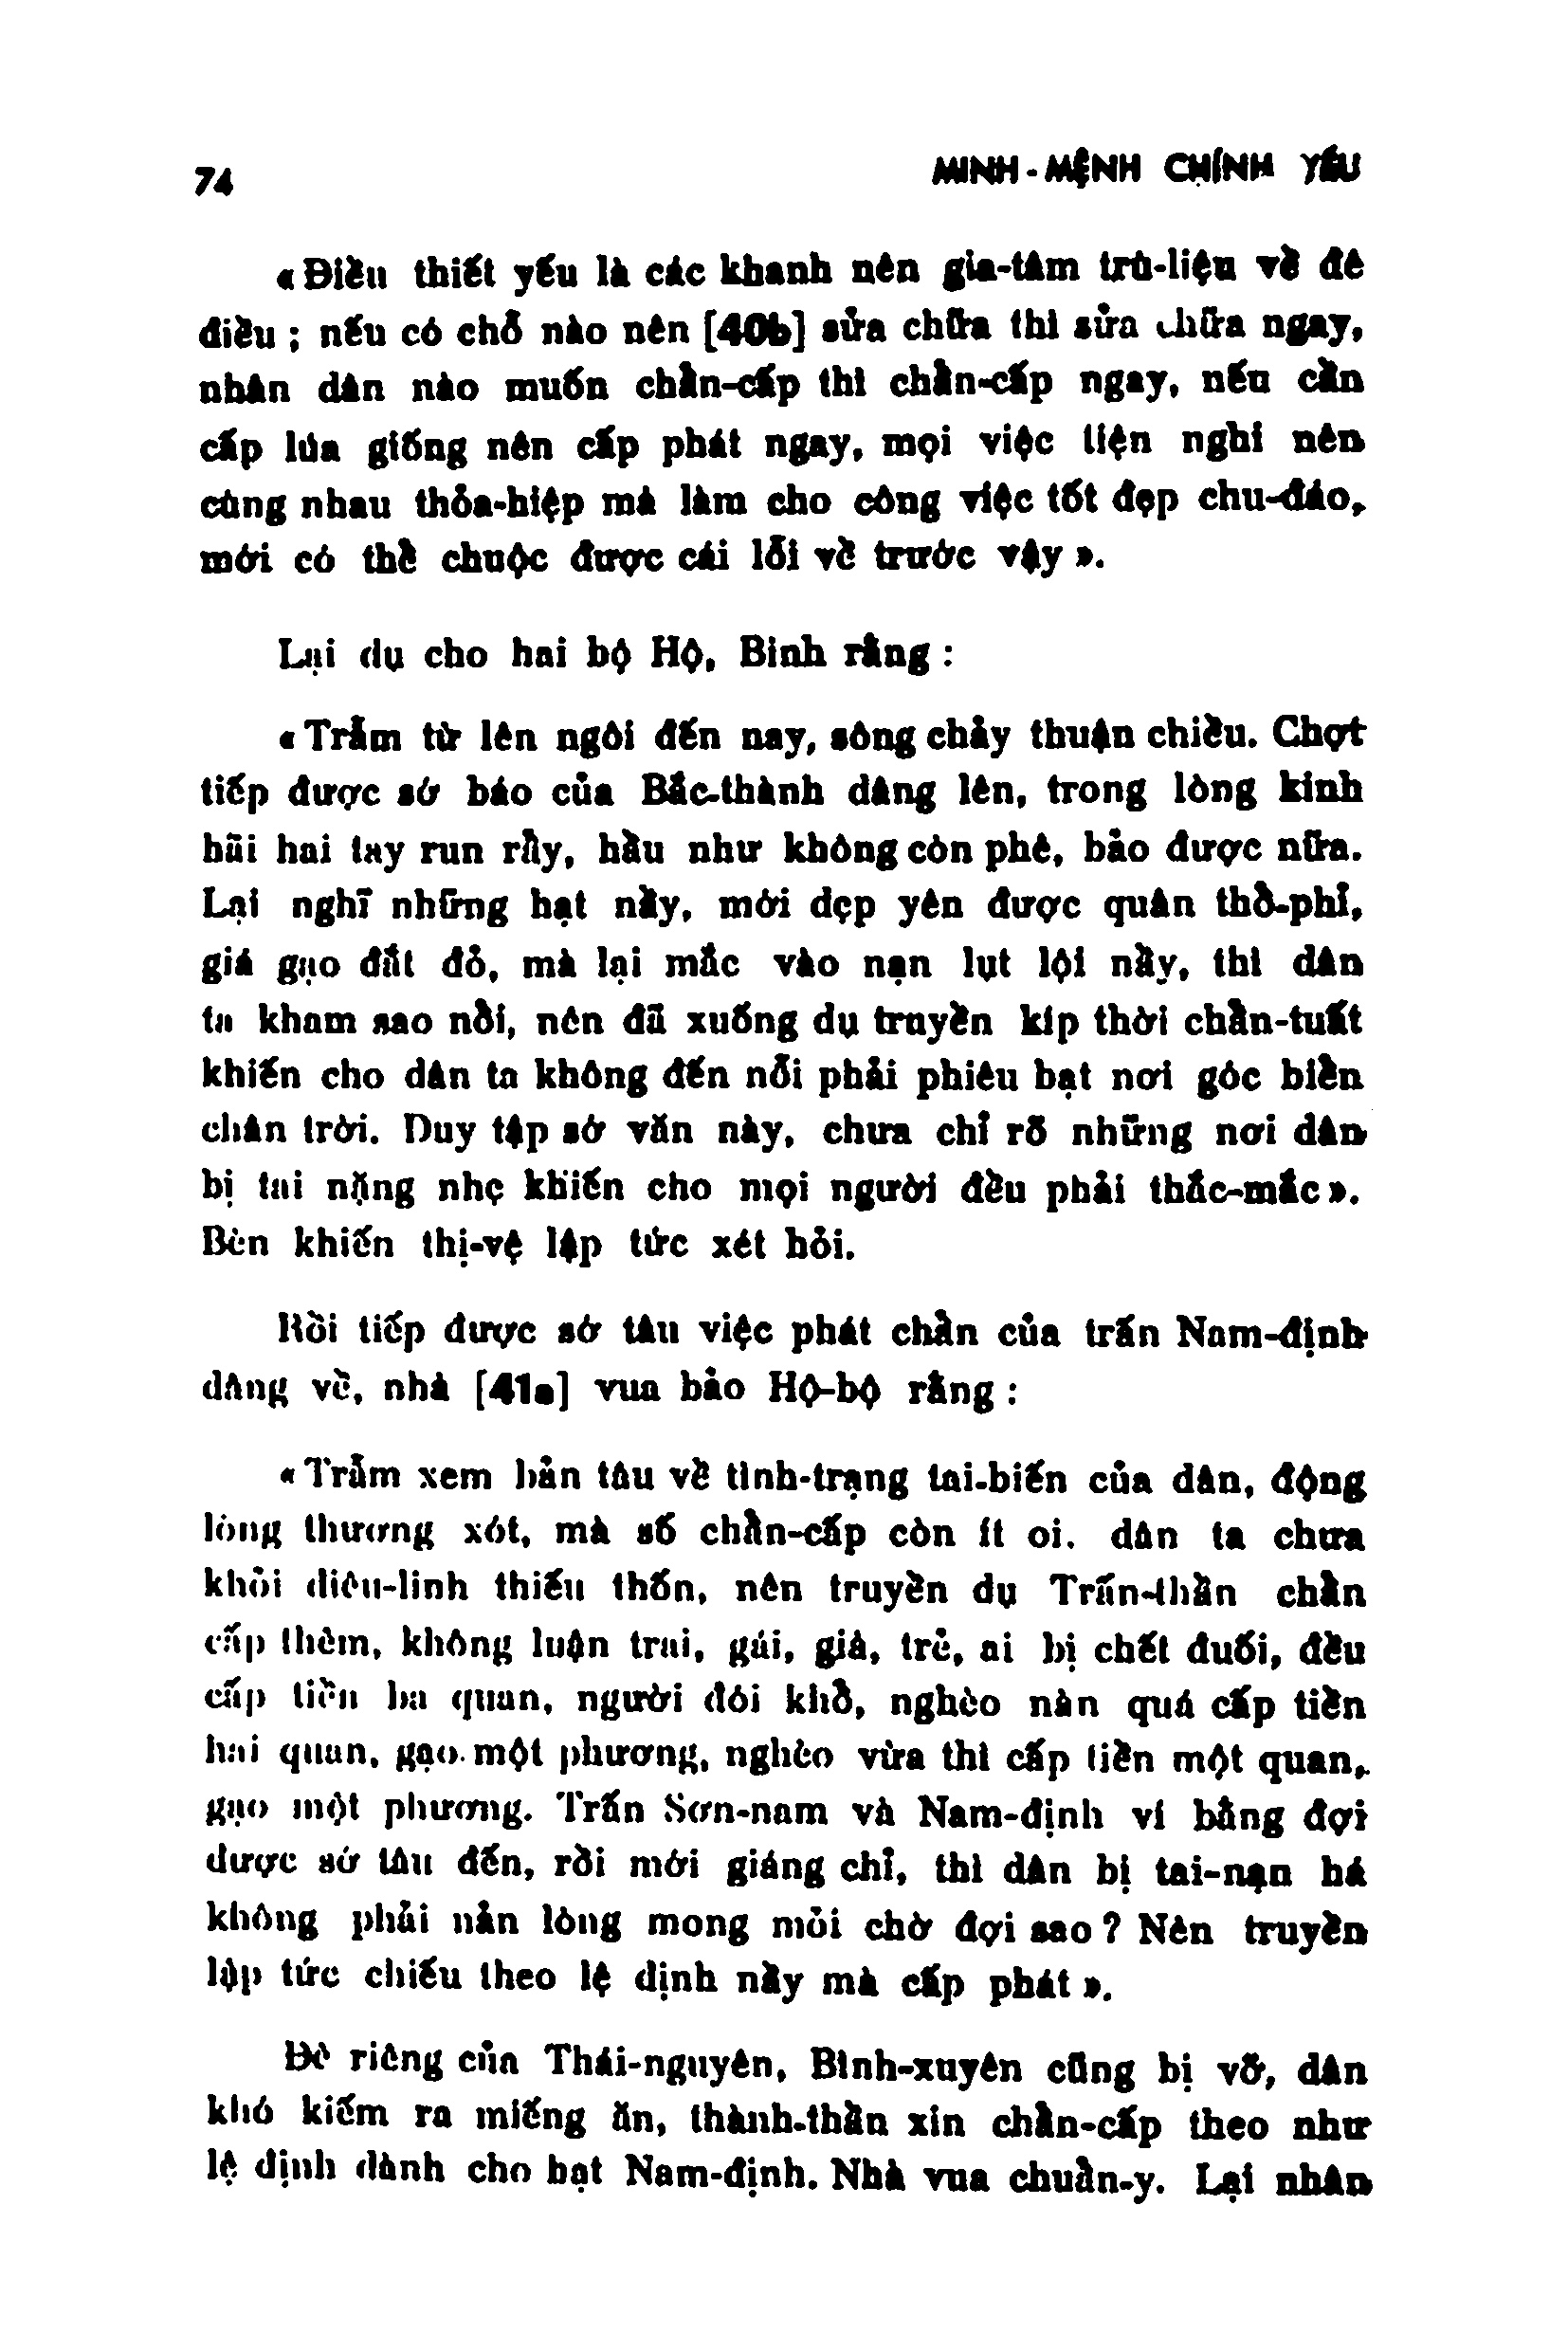 74
MINH-MỆNH CHÍNH YẾU
« Điều thiết yếu là các khanh nên gia-tâm trù-liệu về đê
điều ; nếu có chỗ nào nên [40b] sửa chữa thì sửa chữa ngay,
nhân dân nào muốn chẩn-cấp thì chẩn-cấp ngay, nếu cần
cấp lúa giống nên cấp phát ngay, mọi việc tiện nghi nên
cùng nhau thỏa-hiệp mà làm cho công việc tốt đẹp chu-đáo,
mới có thể chuộc được cái lỗi về trước vậy ».
Lại dụ cho hai bộ Hộ, Binh rằng :
« Trẫm từ lên ngôi đến nay, sông chảy thuận chiều. Chợt
tiếp được sớ báo của Bắc-thành dâng lên, trong lòng kinh
hãi hai tay run rẩy, hầu như không còn phê, bảo được nữa.
Lại nghĩ những hạt nầy, mới dẹp yên được quân thổ-phỉ,
giá gạo đắt đỏ, mà lại mắc vào nạn lụt lội nầy, thì dân
ta kham sao nổi, nên đã xuống dụ truyền kíp thời chẩn-tuất
khiến cho dân ta không đến nỗi phải phiêu bạt nơi góc biển
chân trời. Duy tập sớ văn này, chưa chỉ rõ những nơi dân
bị tai nặng nhẹ khiến cho mọi người đều phải thắc-mắc ».
Bèn khiến thị-vệ lập tức xét hỏi.
Rồi tiếp được sớ tâu việc phát chẩn của trấn Nam-định
dâng về, nhà [41a] vua bảo Hộ-bộ rằng :
« Trẫm xem bản tâu về tình-trạng tai-biến của dân, động
lòng thương xót, mà số chẩn-cấp còn ít oi. dân ta chưa
khỏi điêu-linh thiếu thốn, nên truyền dụ Trấn-thần chẩn
cấp thêm, không luận trai, gái, già, trẻ, ai bị chết đuối, đều
cấp tiền ba quan, người đói khổ, nghèo nàn quá cấp tiền
hai quan, gạo một phương, nghèo vừa thì cấp tiền một quan,
gạo một phương. Trấn Sơn-nam và Nam-định ví bằng đợi
được sớ tâu đến, rồi mới giáng chỉ, thì dân bị tai-nạn há
không phải nản lòng mong mỏi chờ đợi sao ? Nên truyền
lập tức chiếu theo lệ định nầy mà cấp phát ».
Đê riêng của Thái-nguyên, Bình-xuyên cũng bị vỡ, dân
khó kiếm ra miếng ăn, thành-thần xin chẩn-cấp theo như
lệ định dành cho hạt Nam-định. Nhà vua chuẩn-y. Lại nhân